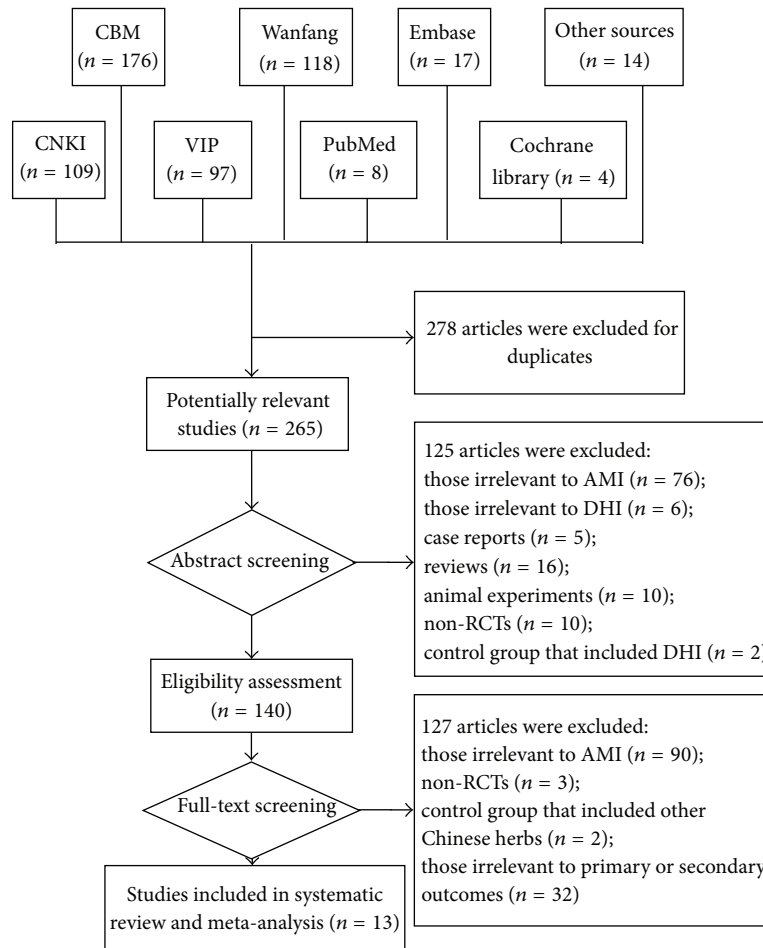 CBM
(n = 176)
Wanfang
(n = 118)
Embase
(n = 17)
Other sources
(n = 14)
CNKI
(n = 109)
VIP
(n = 97)
PubMed
(n = 8)
Cochrane
library (n = 4)
278 articles were excluded for
duplicates
Potentially relevant
studies (n = 265)
125 articles were excluded:
those irrelevant to AMI (n = 76);
those irrelevant to DHI (n = 6);
case reports (n = 5);
reviews (n = 16);
animal experiments (n = 10);
non-RCTs (n = 10);
control group that included DHI (n = 2)
Abstract screening
Eligibility assessment
(n = 140)
127 articles were excluded:
those irrelevant to AMI (n = 90);
non-RCTs (n = 3);
control group that included other
Chinese herbs (n = 2);
those irrelevant to primary or secondary
outcomes (n = 32)
Full-text screening
Studies included in systematic
review and meta-analysis (n = 13)